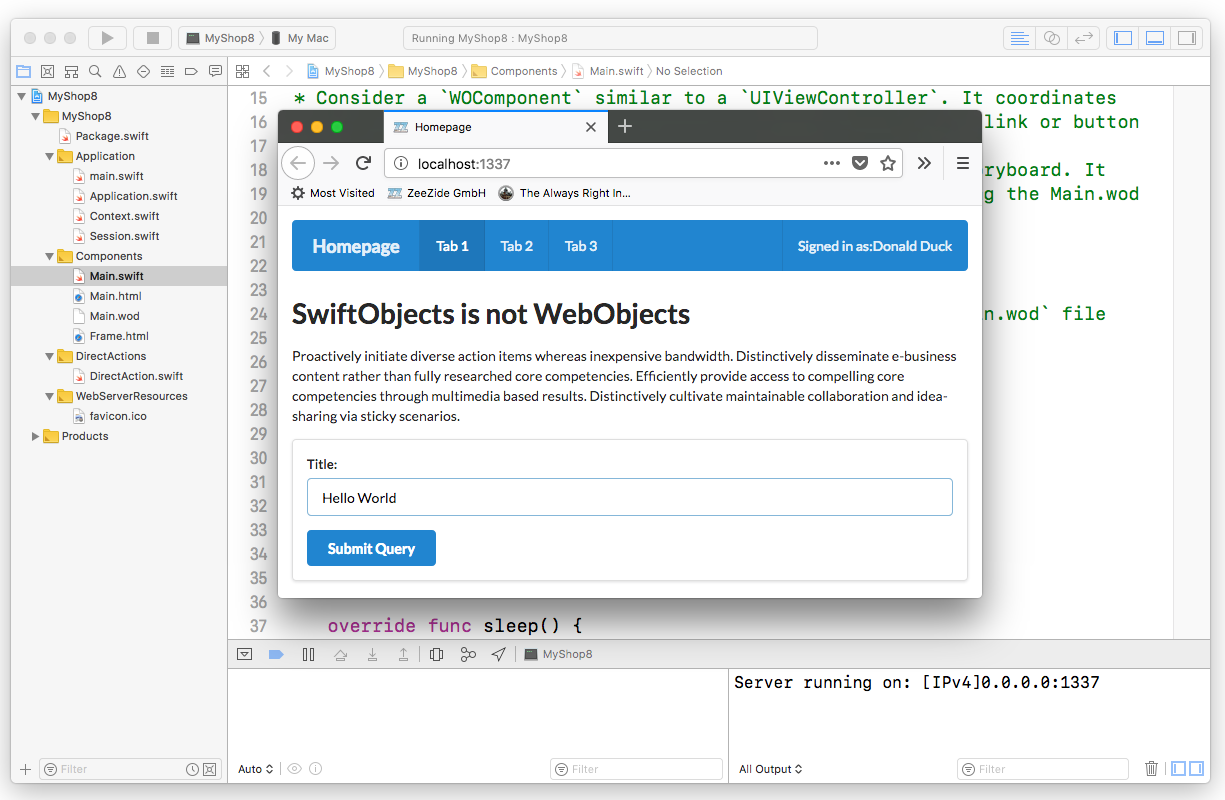 MyShop8 My Mac
Running MyShop8 : MyShop8
MyShop8 MyShop8 Components Main.swift No Selection
MyShop8
MyShop8
Package.swift
Application
main.swift
Application.swift
Context.swift
Session.swift
Components
Main.swift
Main.html
Main.wod
Frame.html
DirectActions
DirectAction.swift
WebServerResources
favicon.ico
Products
Filter
15 * Consider a `WOComponent` similar to a `UIViewController`. It coordinates
16 link or button
17
18 ryboard. It
19 g the Main.wod
20
21
22
23
24 n.wod` file
25
26
27
28
29
30
31
32
33
34
35
36
37 override func sleep() {
Homepage
localhost:1337
Most Visited ZeeZide GmbH The Always Right In...
Homepage Tab 1 Tab 2 Tab 3 Signed in as:Donald Duck
SwiftObjects is not WebObjects
Proactively initiate diverse action items whereas inexpensive bandwidth. Distinctively disseminate e-business
content rather than fully researched core competencies. Efficiently provide access to compelling core
competencies through multimedia based results. Distinctively cultivate maintainable collaboration and idea-
sharing via sticky scenarios.
Title:
Hello World
Submit Query
MyShop8
Server running on: [IPv4]0.0.0.0:1337
Auto Filter
All Output Filter